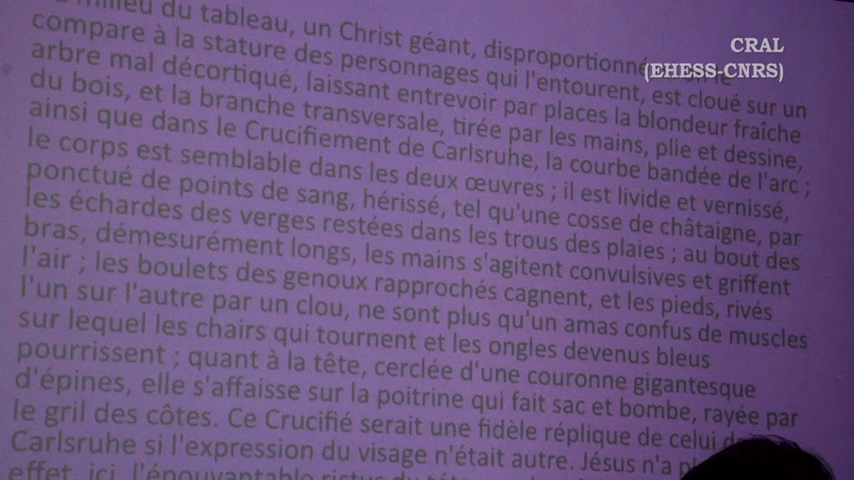 milieu du tableau, un Christ géant, disproportionné
compare à la stature des personnages qui l'entourent, est cloué sur un
arbre mal décortiqué, laissant entrevoir par places la blondeur fraîche
du bois, et la branche transversale, tirée par les mains, plie et dessine,
ainsi que dans le Crucifiement de Carlsruhe, la courbe bandée de l'arc ;
le corps est semblable dans les deux œuvres ; il est livide et vernissé,
ponctué de points de sang, hérissé, tel qu'une cosse de châtaigne, par
les échardes des verges restées dans les trous des plaies ; au bout des
bras, démesurément longs, les mains s'agitent convulsives et griffent
l'air ; les boulets des genoux rapprochés cagnent, et les pieds, rivés
l'un sur l'autre par un clou, ne sont plus qu'un amas confus de muscles
sur lequel les chairs qui tournent et les ongles devenus bleus
pourrissent ; quant à la tête, cerclée d'une couronne gigantesque
d'épines, elle s'affaisse sur la poitrine qui fait sac et bombe, rayée par
le gril des côtes. Ce Crucifié serait une fidèle réplique de celui de
Carlsruhe si l'expression du visage n'était autre. Jésus n'a
effet, ici, l'épouvantable rictus du
CRAL
(EHESS-CNRS)